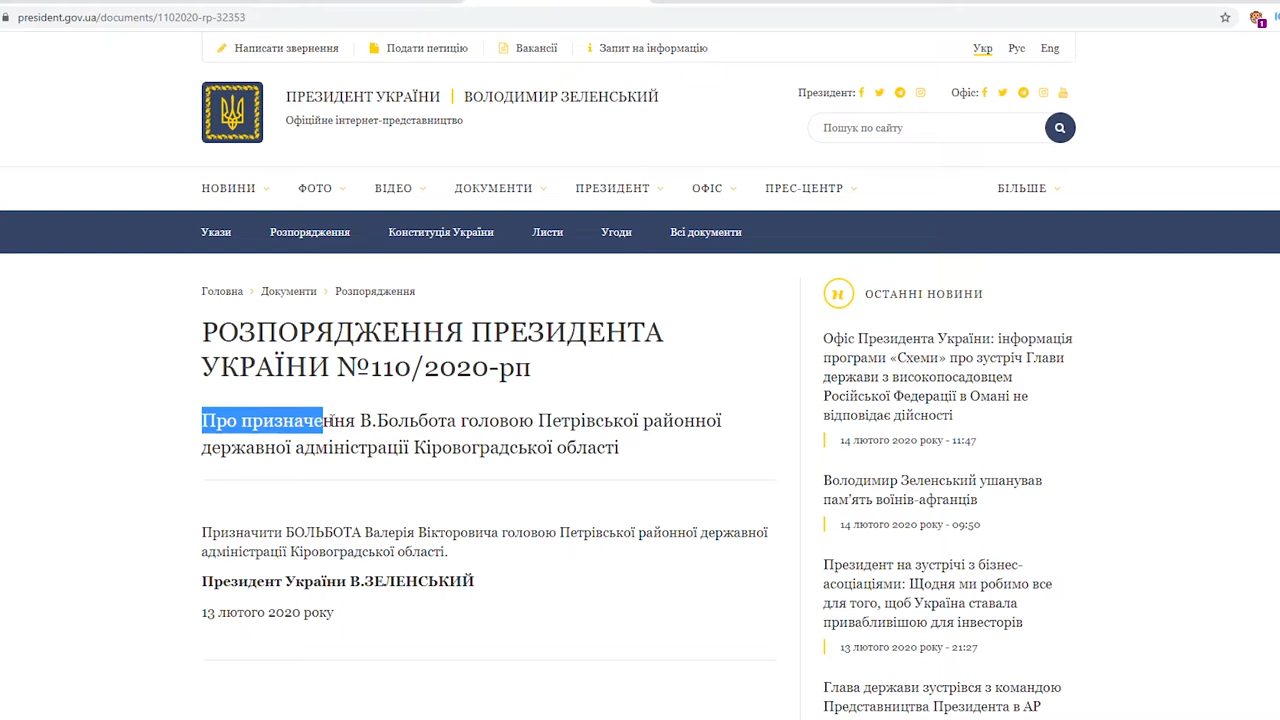 president.gov.ua/documents/1102020-rp-32353
1
Написати звернення
Подати петицію
Вакансії
Запит на інформацію
Укр
Рус
Eng
ПРЕЗИДЕНТ УКРАЇНИ
ВОЛОДИМИР ЗЕЛЕНСЬКИЙ
Офіційне інтернет-представництво
Президент:
Офіс:
Пошук по сайту
НОВИНИ
ФОТО
ВІДЕО
ДОКУМЕНТИ
ПРЕЗИДЕНТ
ОФІС
ПРЕС-ЦЕНТР
БІЛЬШЕ
Укази
Розпорядження
Конституція України
Листи
Угоди
Всі документи
Головна
Документи
Розпорядження
РОЗПОРЯДЖЕННЯ ПРЕЗИДЕНТА
УКРАЇНИ №110/2020-рп
Про призначення В.Больбота головою Петрівської районної
державної адміністрації Кіровоградської області
Призначити БОЛЬБОТА Валерія Вікторовича головою Петрівської районної державної
адміністрації Кіровоградської області.
Президент України В.ЗЕЛЕНСЬКИЙ
13 лютого 2020 року
ОСТАННІ НОВИНИ
Офіс Президента України: інформація
програми «Схеми» про зустріч Глави
держави з високопосадовцем
Російської Федерації в Омані не
відповідає дійсності
14 лютого 2020 року - 11:47
Володимир Зеленський ушанував
пам'ять воїнів-афганців
14 лютого 2020 року - 09:50
Президент на зустрічі з бізнес-
асоціаціями: Щодня ми робимо все
для того, щоб Україна ставала
привабливішою для інвесторів
13 лютого 2020 року - 21:27
Глава держави зустрівся з командою
Представництва Президента в АР